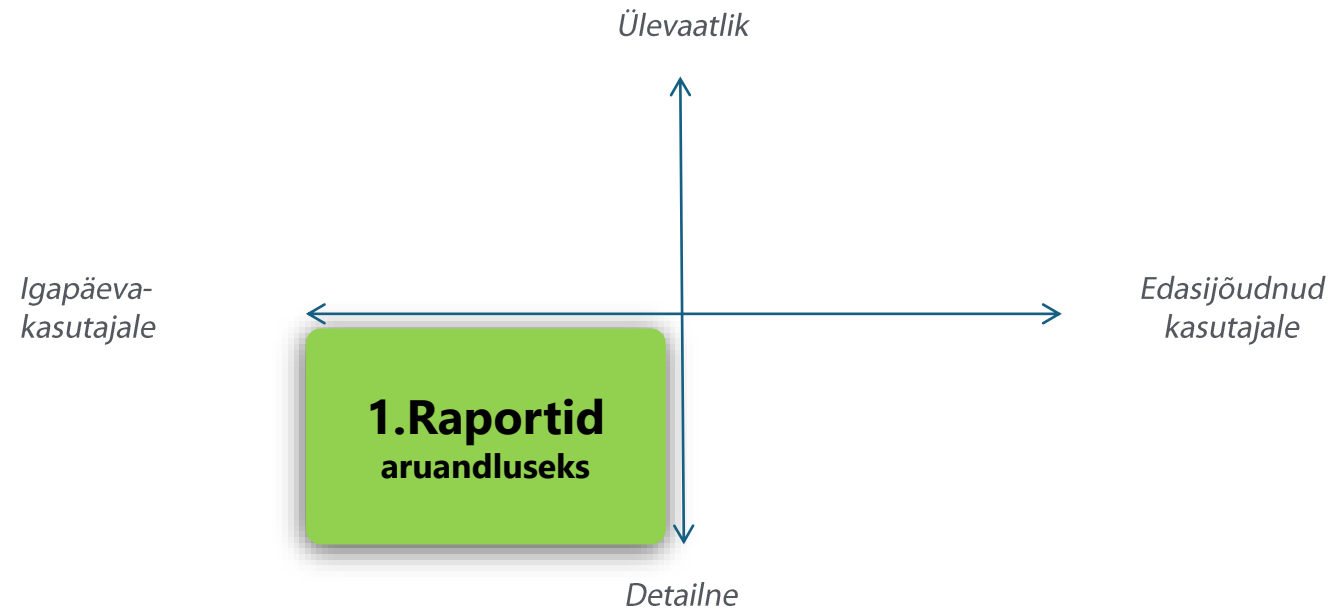 Ülevaatlik
Igapäeva-
kasutajale
Edasijõudnud
kasutajale
1.Raportid
aruandluseks
Detailne